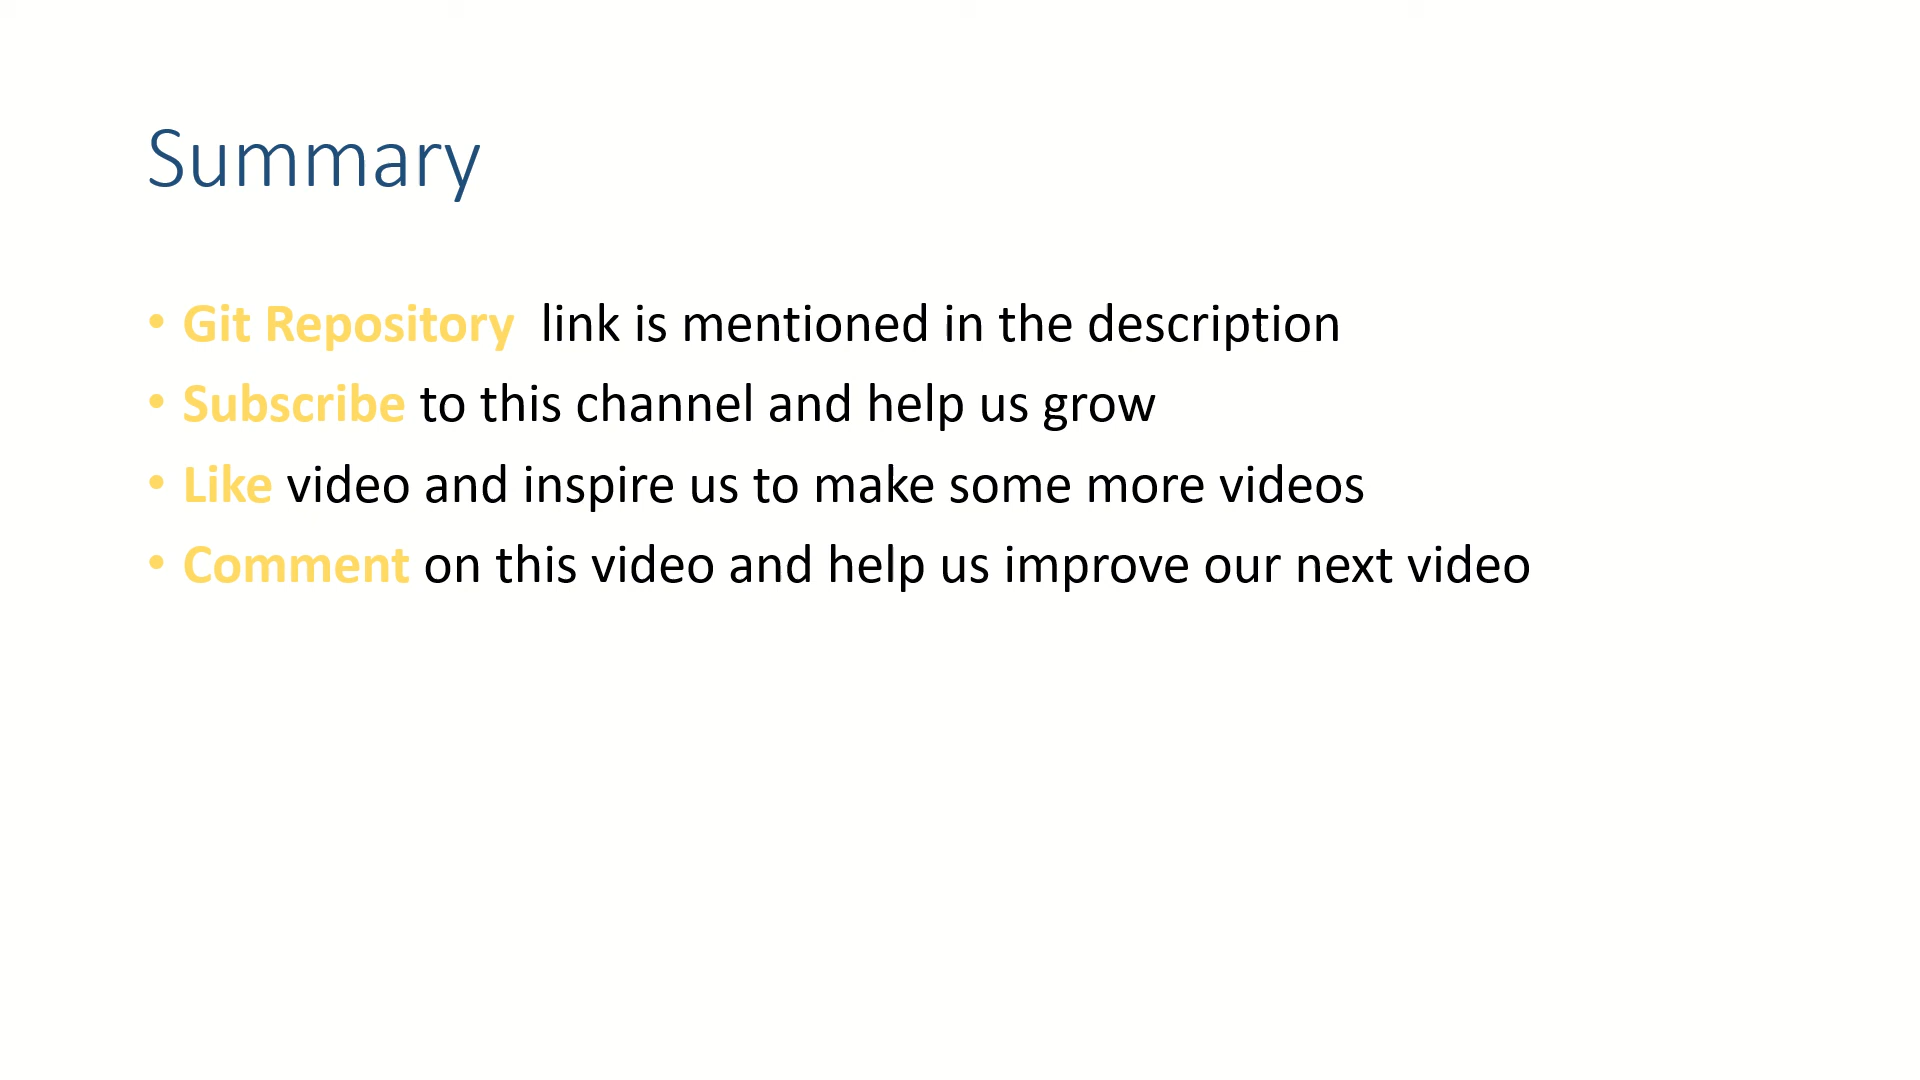 Summary
• Git Repository  link is mentioned in the description
• Subscribe to this channel and help us grow
• Like video and inspire us to make some more videos
• Comment on this video and help us improve our next video